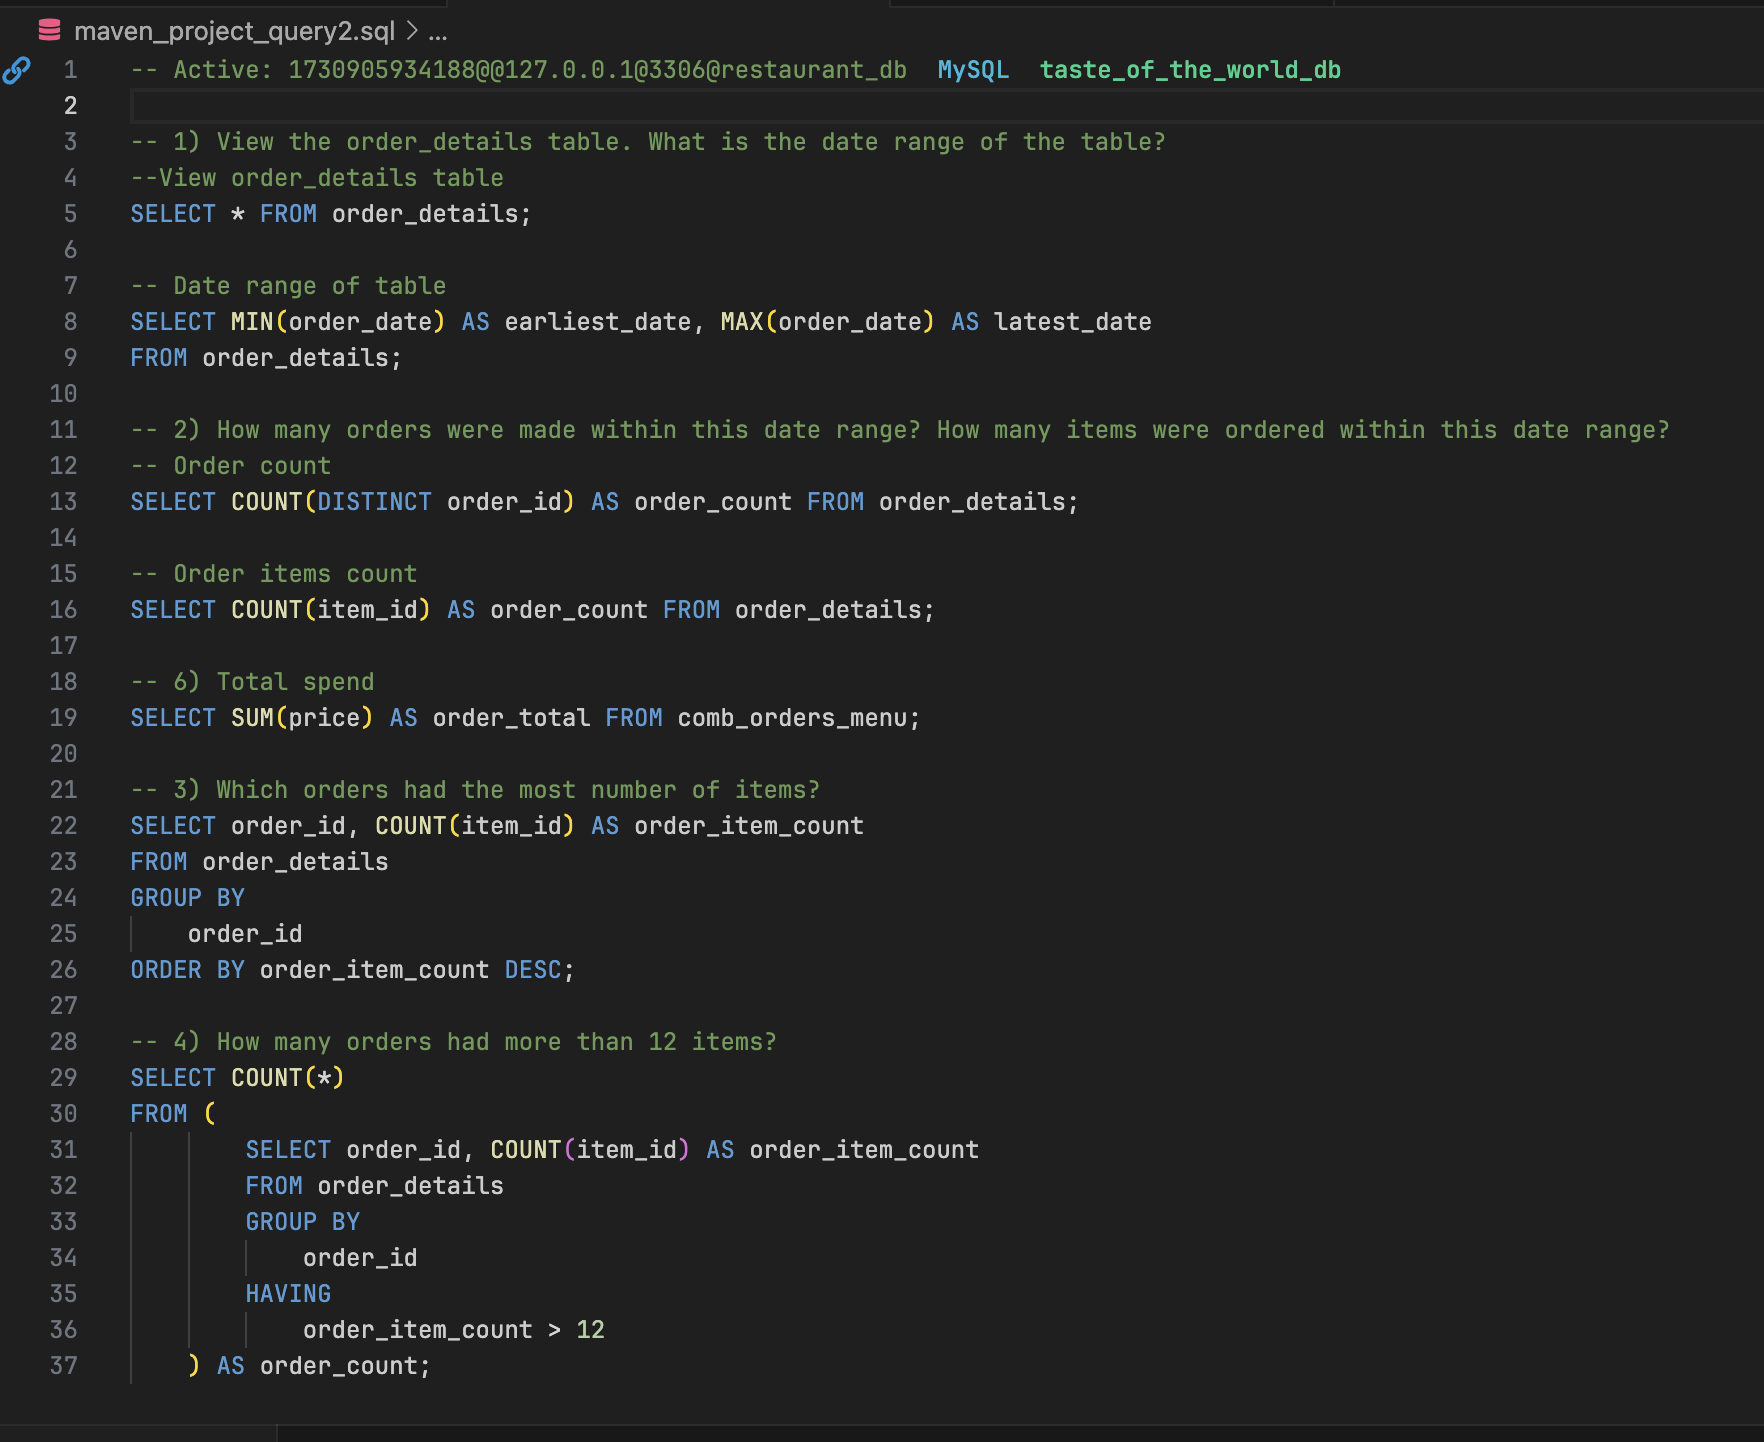 maven_project_query2.sql > ...
1 -- Active: 1730905934188@@127.0.0.1@3306@restaurant_db MySQL taste_of_the_world_db
2
3 -- 1) View the order_details table. What is the date range of the table?
4 --View order_details table
5 SELECT * FROM order_details;
6
7 -- Date range of table
8 SELECT MIN(order_date) AS earliest_date, MAX(order_date) AS latest_date
9 FROM order_details;
10
11 -- 2) How many orders were made within this date range? How many items were ordered within this date range?
12 -- Order count
13 SELECT COUNT(DISTINCT order_id) AS order_count FROM order_details;
14
15 -- Order items count
16 SELECT COUNT(item_id) AS order_count FROM order_details;
17
18 -- 6) Total spend
19 SELECT SUM(price) AS order_total FROM comb_orders_menu;
20
21 -- 3) Which orders had the most number of items?
22 SELECT order_id, COUNT(item_id) AS order_item_count
23 FROM order_details
24 GROUP BY
25     order_id
26 ORDER BY order_item_count DESC;
27
28 -- 4) How many orders had more than 12 items?
29 SELECT COUNT(*)
30 FROM (
31         SELECT order_id, COUNT(item_id) AS order_item_count
32         FROM order_details
33         GROUP BY
34             order_id
35         HAVING
36             order_item_count > 12
37     ) AS order_count;